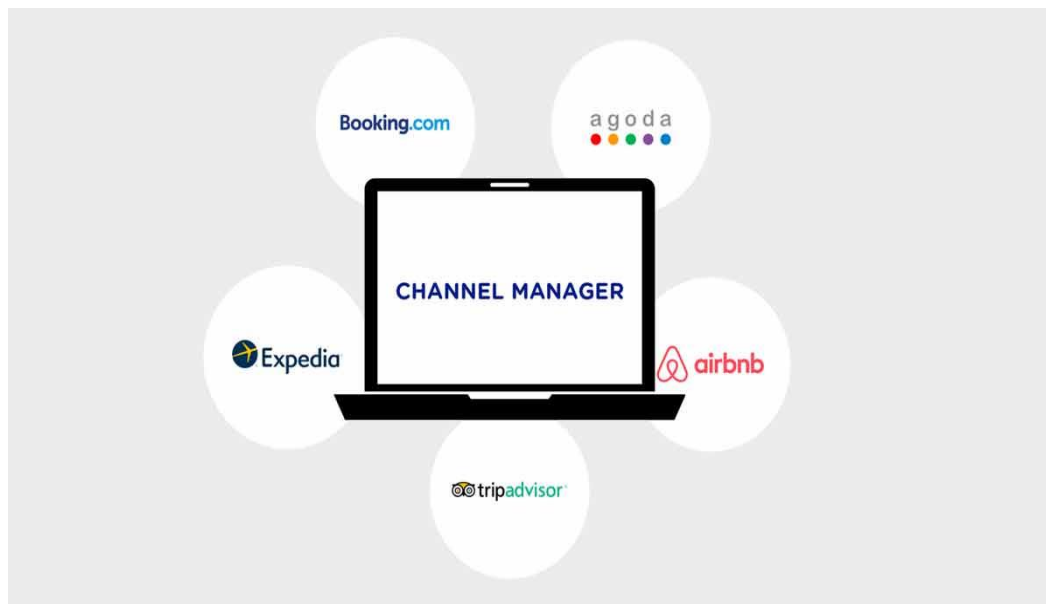 Booking.com
agoda
CHANNEL MANAGER
Expedia
airbnb
tripadvisor